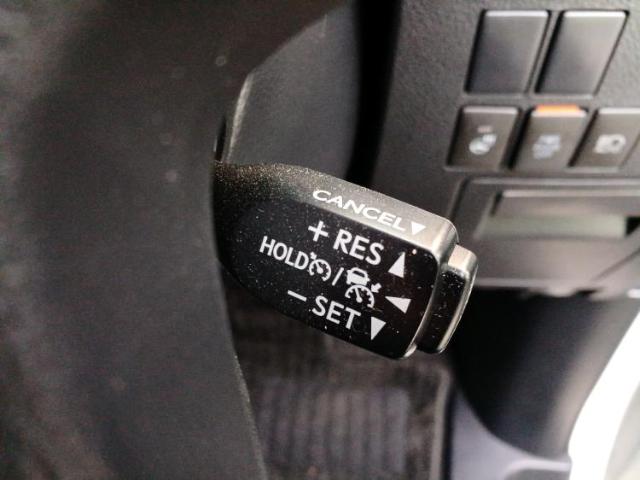 CANCEL▼
+ RES ▲
HOLD / ◀
− SET ▼